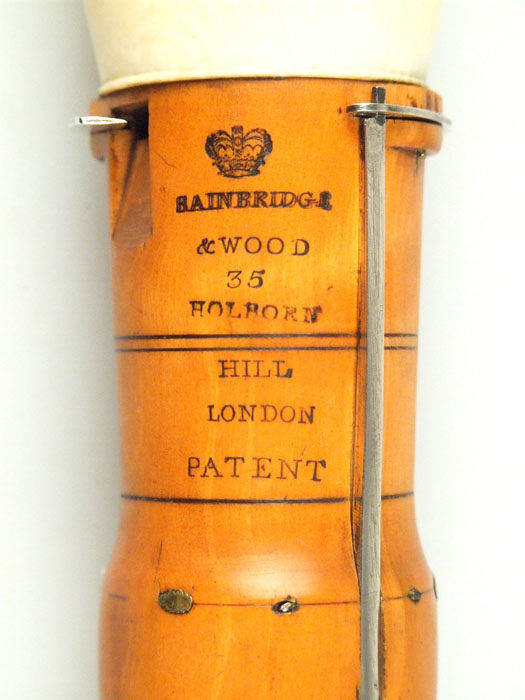 BAINBRIDGE
& WOOD
35
HOLBORN
HILL
LONDON
PATENT